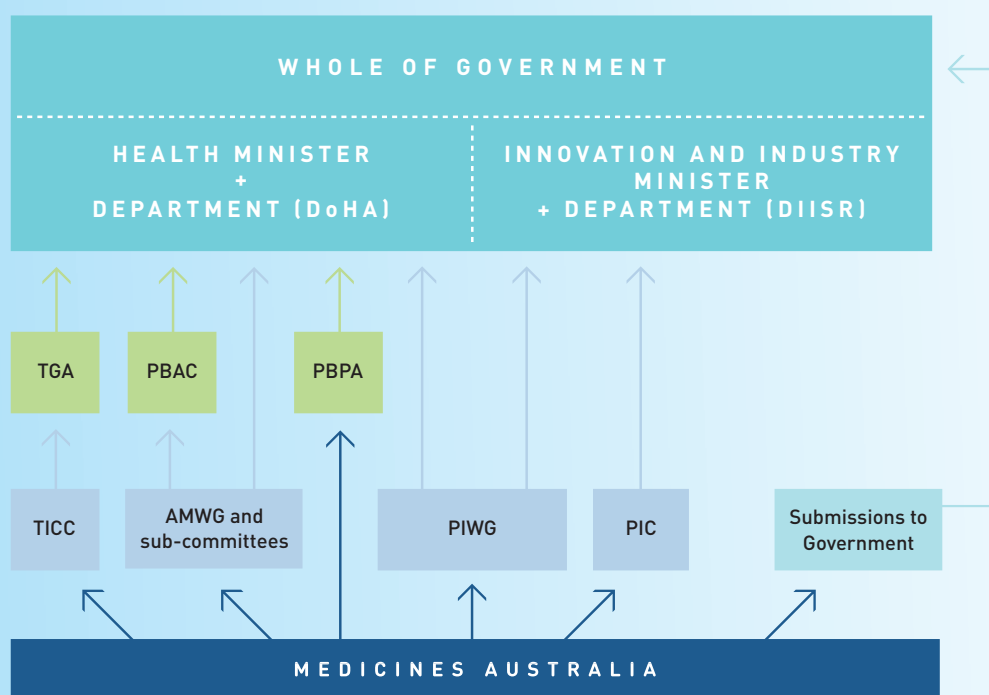 WHOLE OF GOVERNMENT
HEALTH MINISTER
+
DEPARTMENT (DoHA)
INNOVATION AND INDUSTRY
MINISTER
+ DEPARTMENT (DIISR)
TGA
PBAC
PBPA
TICC
AMWG and
sub-committees
PIWG
PIC
Submissions to
Government
MEDICINES AUSTRALIA